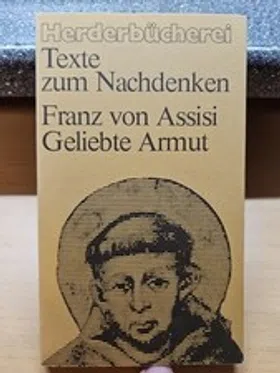 Herderbücherei
Texte
zum Nachdenken
Franz von Assisi
Geliebte Armut